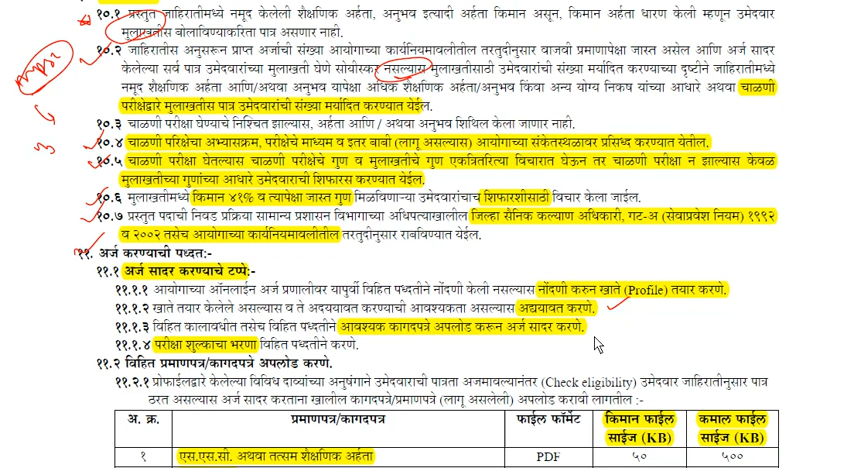 १०.१ प्रस्तुत जाहिरातीमध्ये नमूद केलेली शैक्षणिक अर्हता, अनुभव इत्यादी अर्हता किमान असून, किमान अर्हता धारण केली म्हणून उमेदवार
मुलाखतीस बोलाविण्याकरिता पात्र असणार नाही.
१०.२ जाहिरातीस अनुसरून प्राप्त अर्जांची संख्या आयोगाच्या कार्यनियमावलीतील तरतुदीनुसार वाजवी प्रमाणापेक्षा जास्त असेल आणि अर्ज सादर
केलेल्या सर्व पात्र उमेदवारांच्या मुलाखती घेणे सोयीस्कर नसल्यास मुलाखतीसाठी उमेदवारांची संख्या मर्यादित करण्याच्या दृष्टीने जाहिरातीमध्ये
नमूद शैक्षणिक अर्हता आणि/अथवा अनुभव यापेक्षा अधिक शैक्षणिक अर्हता/अनुभव किंवा अन्य योग्य निकष यांच्या आधारे अथवा चाळणी
परीक्षेद्वारे मुलाखतीस पात्र उमेदवारांची संख्या मर्यादित करण्यात येईल.
१०.३ चाळणी परीक्षा घेण्याचे निश्चित झाल्यास, अर्हता आणि / अथवा अनुभव शिथिल केला जाणार नाही.
१०.४ चाळणी परिक्षेचा अभ्यासक्रम, परीक्षेचे माध्यम व इतर बाबी (लागू असल्यास) आयोगाच्या संकेतस्थळावर प्रसिध्द करण्यात येतील.
१०.५ चाळणी परीक्षा घेतल्यास चाळणी परीक्षेचे गुण व मुलाखतीचे गुण एकत्रितरित्या विचारात घेऊन तर चाळणी परीक्षा न झाल्यास केवळ
मुलाखतीच्या गुणांच्या आधारे उमेदवाराची शिफारस करण्यात येईल.
१०.६ मुलाखतीमध्ये किमान ४१% व त्यापेक्षा जास्त गुण मिळविणाऱ्या उमेदवारांचाच शिफारशीसाठी विचार केला जाईल.
१०.७ प्रस्तुत पदाची निवड प्रक्रिया सामान्य प्रशासन विभागाच्या अधिपत्याखालील जिल्हा सैनिक कल्याण अधिकारी, गट-अ (सेवाप्रवेश नियम) १९९२
व २००२ तसेच आयोगाच्या कार्यनियमावलीतील तरतुदीनुसार राबविण्यात येईल.
११. अर्ज करण्याची पध्दत:-
११.१ अर्ज सादर करण्याचे टप्पे:-
११.१.१ आयोगाच्या ऑनलाईन अर्ज प्रणालीवर यापुर्वी विहित पध्दतीने नोंदणी केली नसल्यास नोंदणी करुन खाते (Profile) तयार करणे.
११.१.२ खाते तयार केलेले असल्यास व ते अदययावत करण्याची आवश्यकता असल्यास अद्ययावत करणे.
११.१.३ विहित कालावधीत तसेच विहित पध्दतीने आवश्यक कागदपत्रे अपलोड करून अर्ज सादर करणे.
११.१.४ परीक्षा शुल्काचा भरणा विहित पध्दतीने करणे.
११.२ विहित प्रमाणपत्र/कागदपत्रे अपलोड करणे.
११.२.१ प्रोफाईलद्वारे केलेल्या विविध दाव्यांच्या अनुषंगाने उमेदवाराची पात्रता अजमावल्यानंतर (Check eligibility) उमेदवार जाहिरातीनुसार पात्र
ठरत असल्यास अर्ज सादर करताना खालील कागदपत्रे/प्रमाणपत्रे (लागू असलेली) अपलोड करावी लागतील :-
अ. क्र. प्रमाणपत्र/कागदपत्र फाईल फॉर्मेट किमान फाईल साईज (KB) कमाल फाईल साईज (KB)
१ एस.एस.सी. अथवा तत्सम शैक्षणिक अर्हता PDF ५० ५००